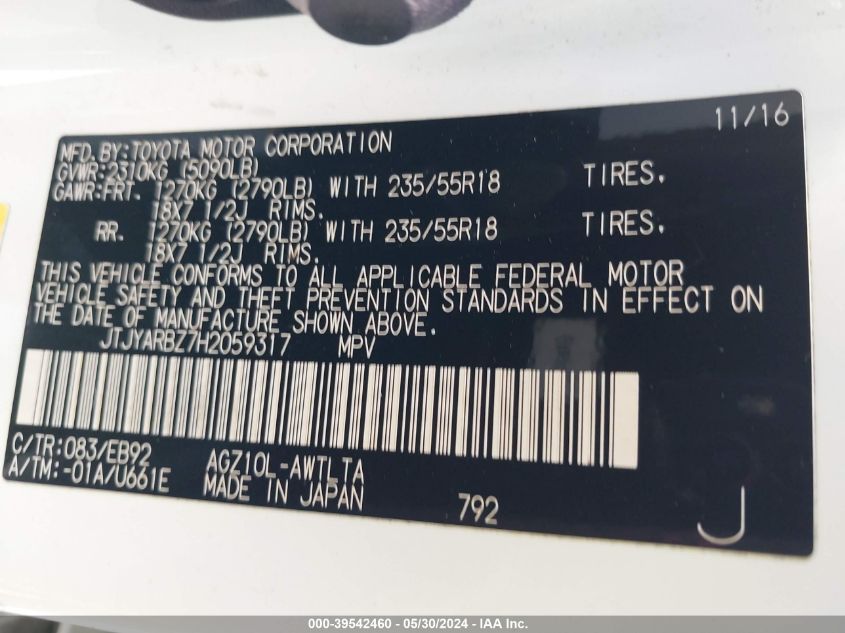 11/16
MFD.BY:TOYOTA MOTOR CORPORATION
GVWR:2310KG (5090LB)
GAWR:FRT. 1270KG (2790LB) WITH 235/55R18 TIRES.
18X7 1/2J RIMS.
RR. 1270KG (2790LB) WITH 235/55R18 TIRES.
18X7 1/2J RIMS.
THIS VEHICLE CONFORMS TO ALL APPLICABLE FEDERAL MOTOR
VEHICLE SAFETY AND THEFT PREVENTION STANDARDS IN EFFECT ON
THE DATE OF MANUFACTURE SHOWN ABOVE.
JTJYARBZ7H2059317 MPV
C/TR:083/EB92 AGZ10L-AWTLTA
A/TM:-01A/U661E MADE IN JAPAN 792
J
000-39542460 - 05/30/2024 - IAA Inc.